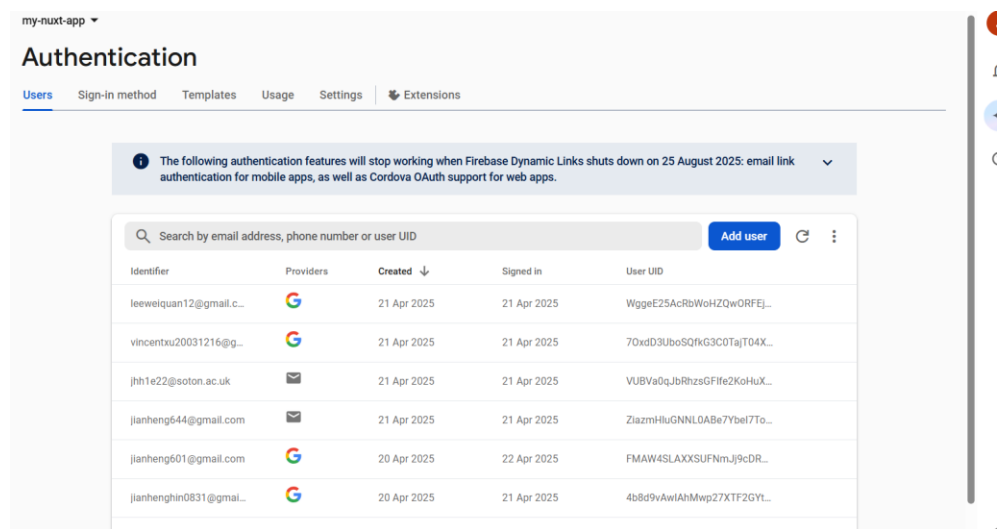 my-nuxt-app
Authentication
Users Sign-in method Templates Usage Settings Extensions
The following authentication features will stop working when Firebase Dynamic Links shuts down on 25 August 2025: email link
authentication for mobile apps, as well as Cordova OAuth support for web apps.
Search by email address, phone number or user UID Add user
Identifier Providers Created Signed in User UID
leeweiquan12@gmail.c... 21 Apr 2025 21 Apr 2025 WggeE25AcRbWoHZQwORFEj...
vincentxu20031216@g... 21 Apr 2025 21 Apr 2025 7OxdD3UboSQfkG3C0TajT04X...
jhh1e22@soton.ac.uk 21 Apr 2025 21 Apr 2025 VUBVa0qJbRhzsGFlfe2KoHuX...
jianheng644@gmail.com 21 Apr 2025 21 Apr 2025 ZiazmHluGNNL0ABe7Ybel7To...
jianheng601@gmail.com 20 Apr 2025 22 Apr 2025 FMAW4SLAXXSUFNmJj9cDR...
jianhenghin0831@gmai... 20 Apr 2025 21 Apr 2025 4b8d9vAwIAhMwp27XTF2GYt...